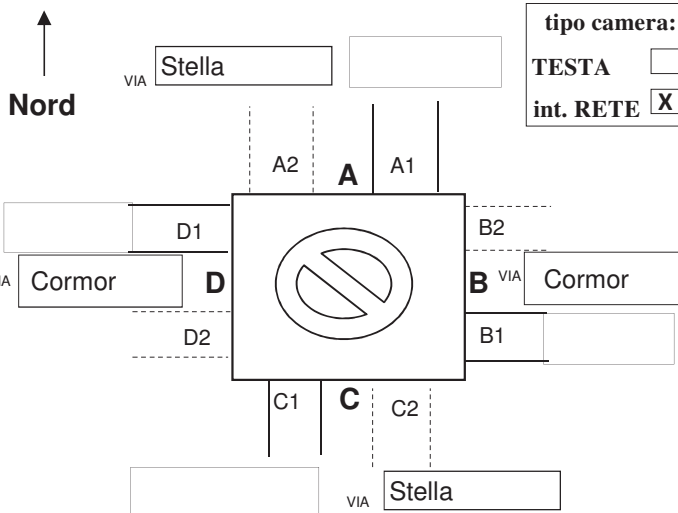 tipo camera:
VIA Stella
TESTA
Nord
int. RETE X
A2 A A1
D1 B2
Cormor D B VIA Cormor
D2 B1
C1 C C2
VIA Stella